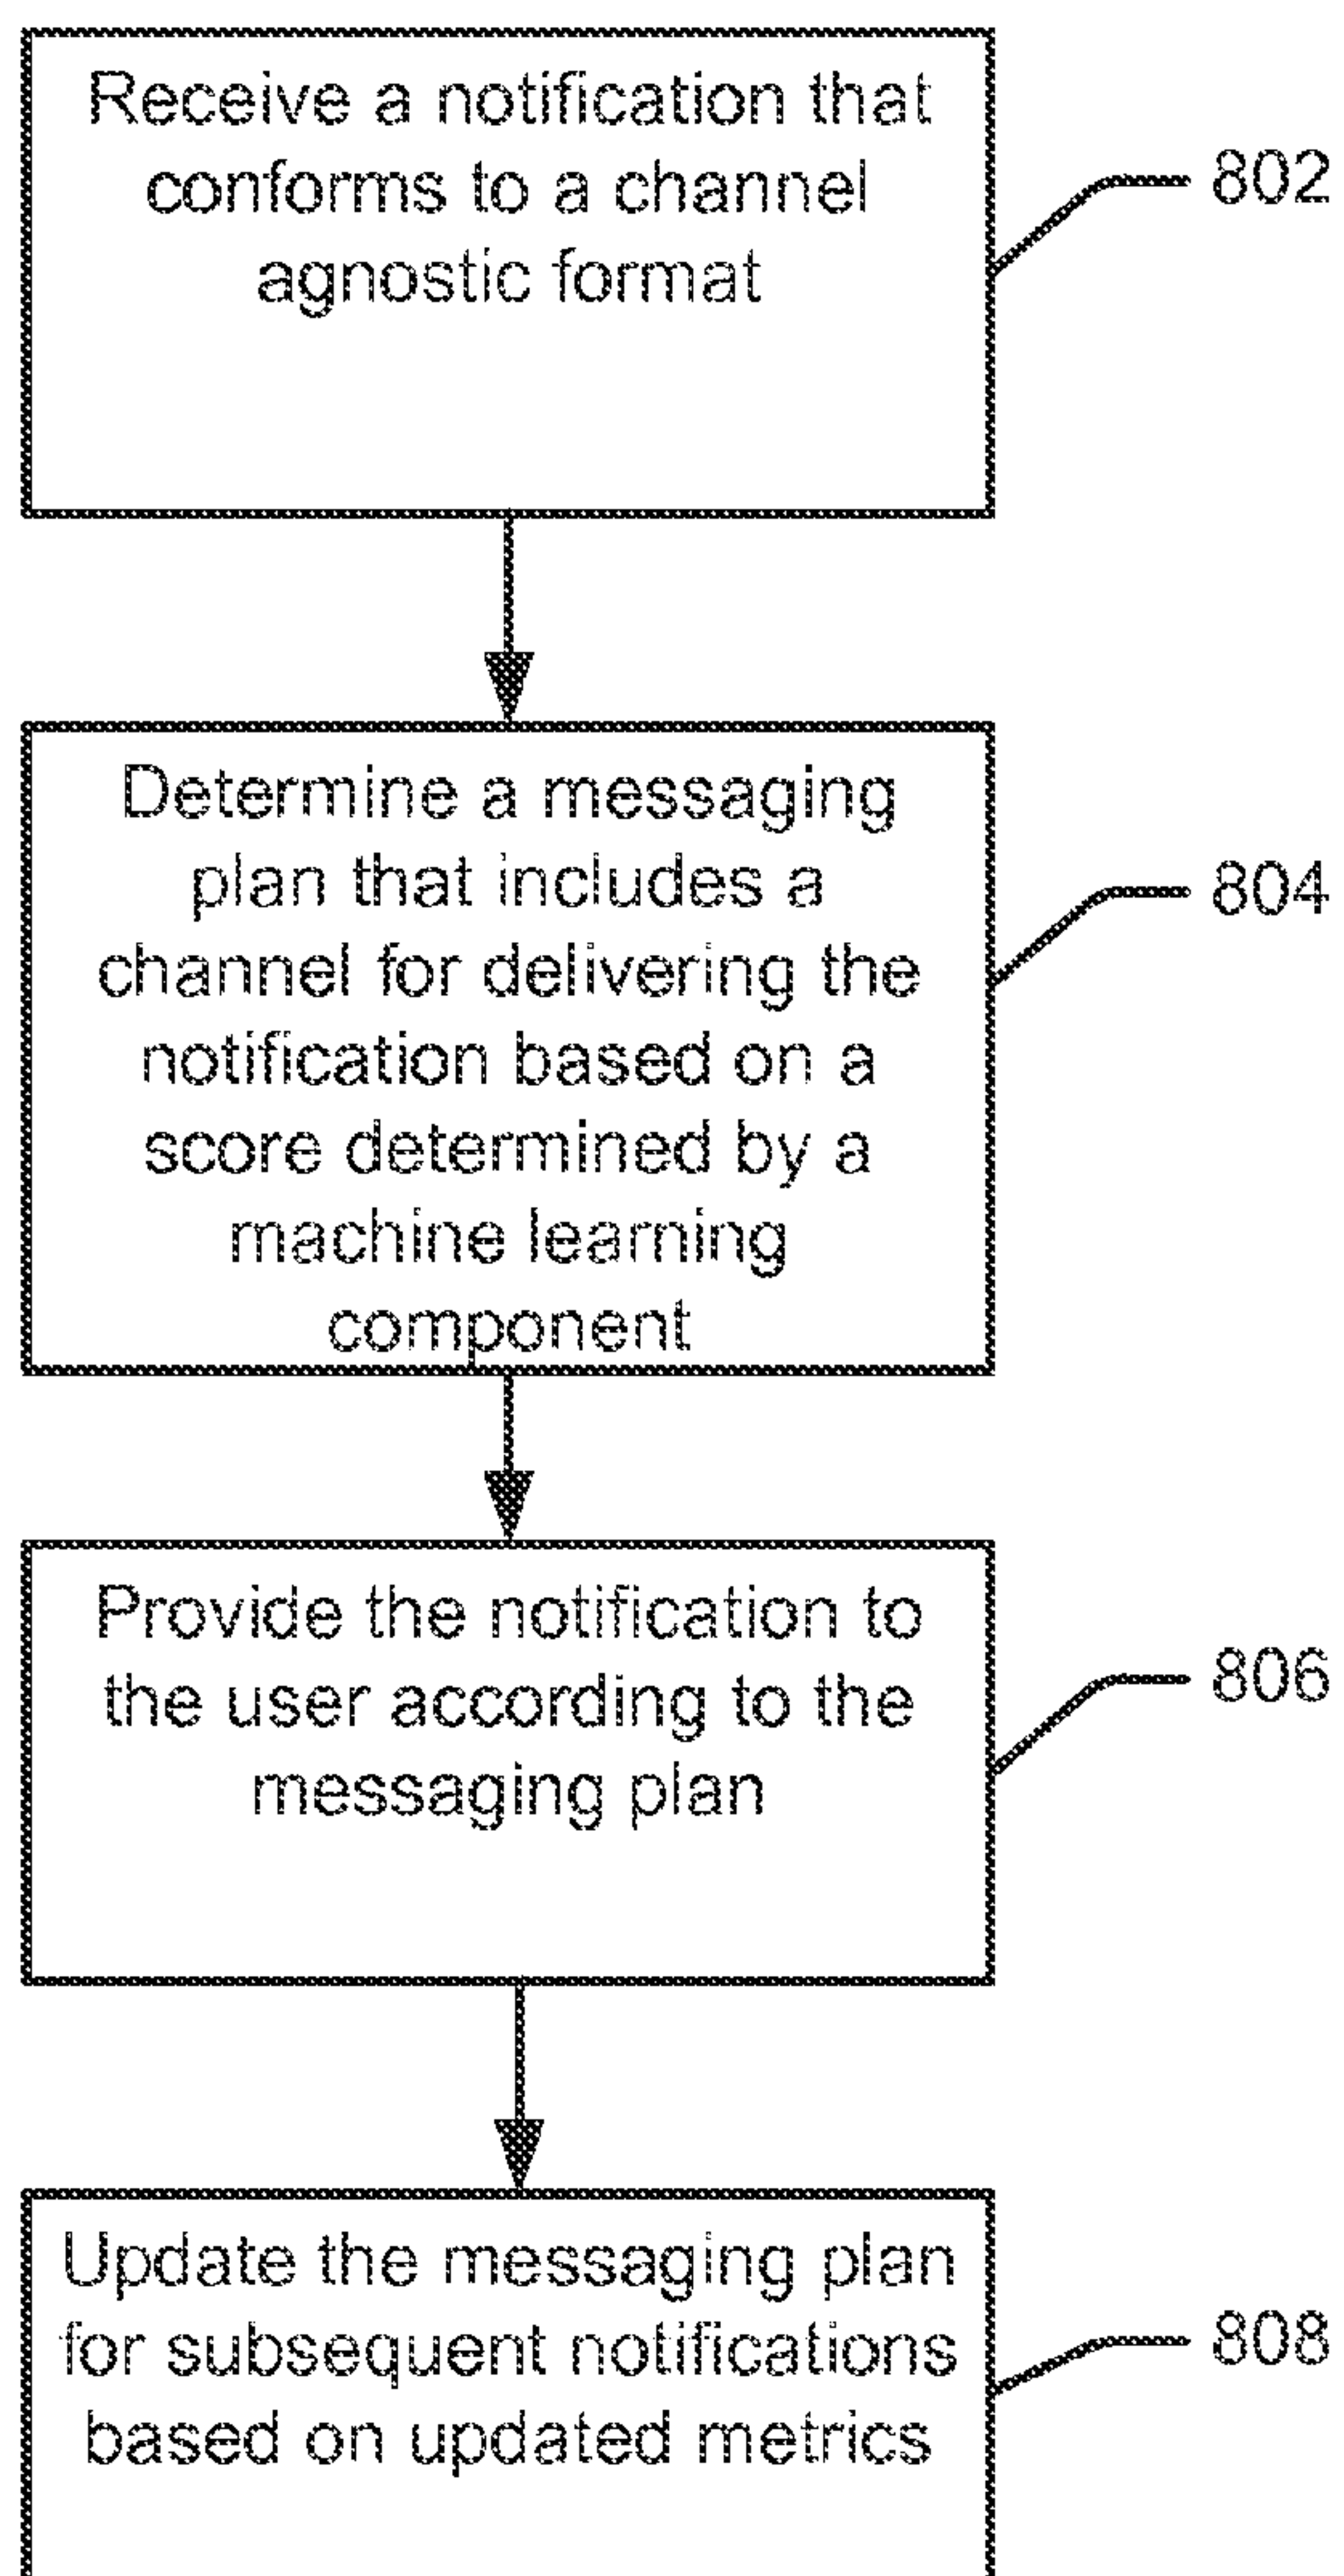 Receive a notification that
conforms to a channel
agnostic format
802
Determine a messaging
plan that includes a
channel for delivering the
notification based on a
score determined by a
machine learning
component
804
Provide the notification to
the user according to the
messaging plan
806
Update the messaging plan
for subsequent notifications
based on updated metrics
808